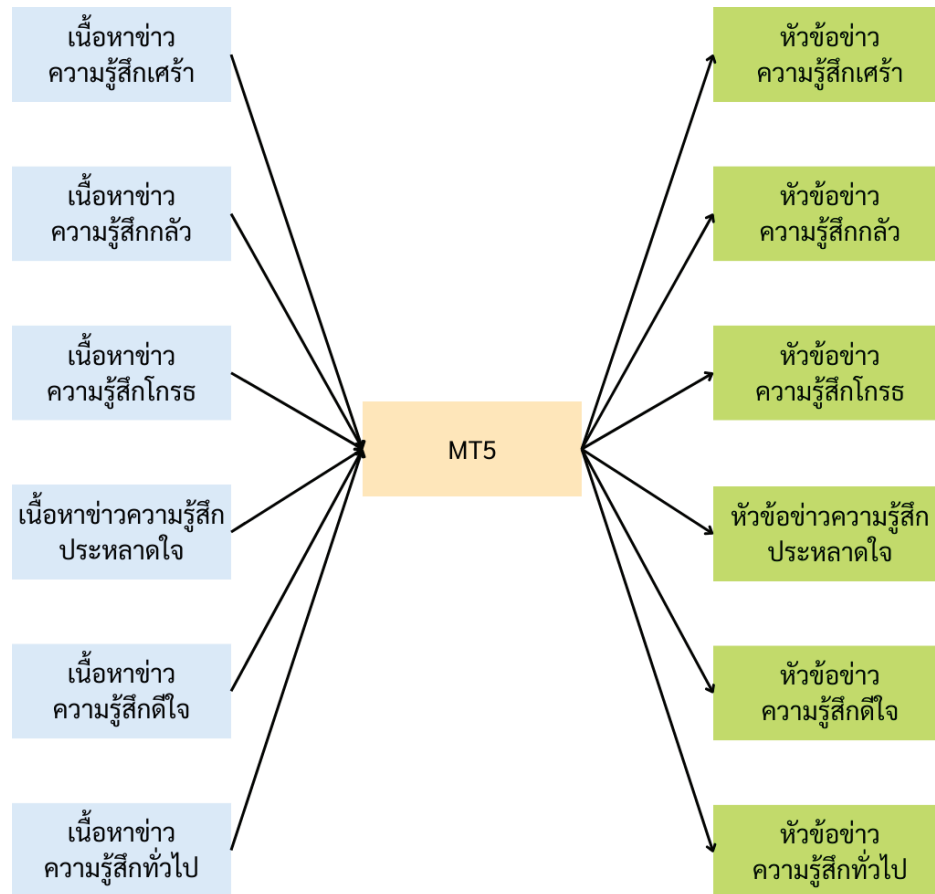 เนื้อหาข่าว
ความรู้สึกเศร้า
เนื้อหาข่าว
ความรู้สึกกลัว
เนื้อหาข่าว
ความรู้สึกโกรธ
เนื้อหาข่าวความรู้สึก
ประหลาดใจ
เนื้อหาข่าว
ความรู้สึกดีใจ
เนื้อหาข่าว
ความรู้สึกทั่วไป
MT5
หัวข้อข่าว
ความรู้สึกเศร้า
หัวข้อข่าว
ความรู้สึกกลัว
หัวข้อข่าว
ความรู้สึกโกรธ
หัวข้อข่าวความรู้สึก
ประหลาดใจ
หัวข้อข่าว
ความรู้สึกดีใจ
หัวข้อข่าว
ความรู้สึกทั่วไป